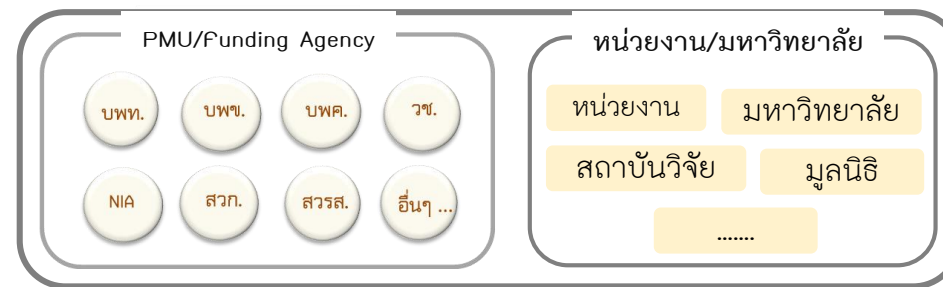 PMU/Funding Agency
บพท. บพข. บพค. วช.
NIA สวก. สวรส. อื่นๆ ...
หน่วยงาน/มหาวิทยาลัย
หน่วยงาน มหาวิทยาลัย
สถาบันวิจัย มูลนิธิ
.......